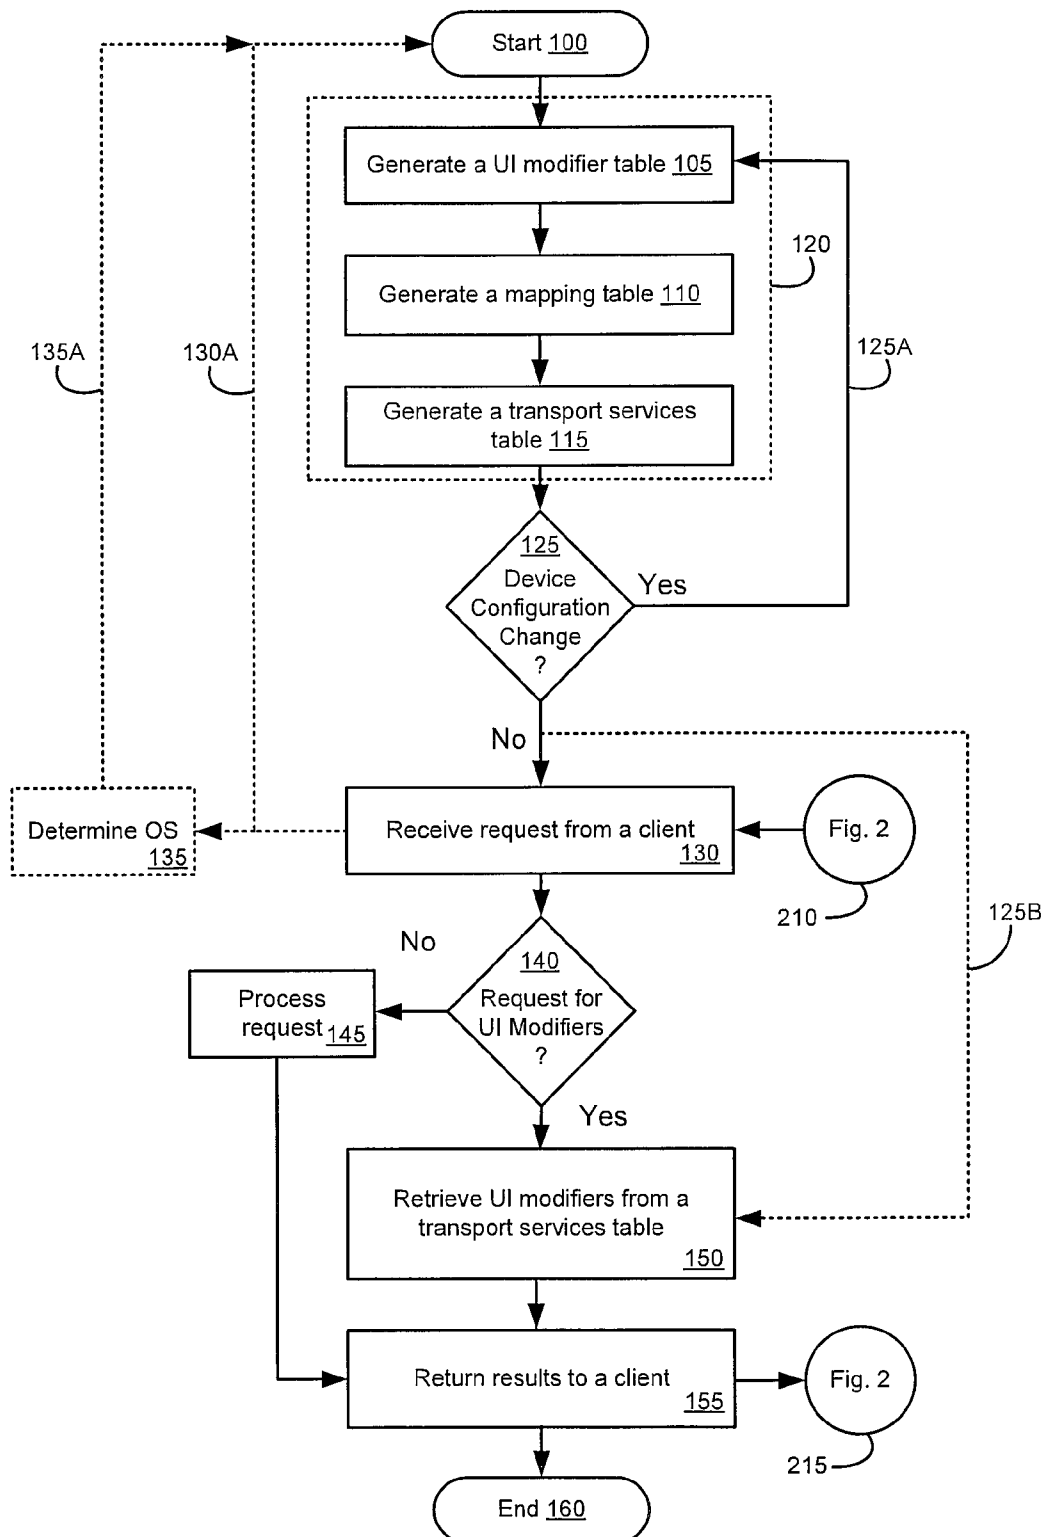 Start 100
Generate a UI modifier table 105
120
Generate a mapping table 110
135A
130A
125A
Generate a transport services
table 115
125
Device
Configuration
Change
?
Yes
No
Determine OS
135
Receive request from a client
130
Fig. 2
210
125B
No
140
Request for
UI Modifiers
?
Process
request 145
Yes
Retrieve UI modifiers from a
transport services table
150
Return results to a client
155
Fig. 2
215
End 160